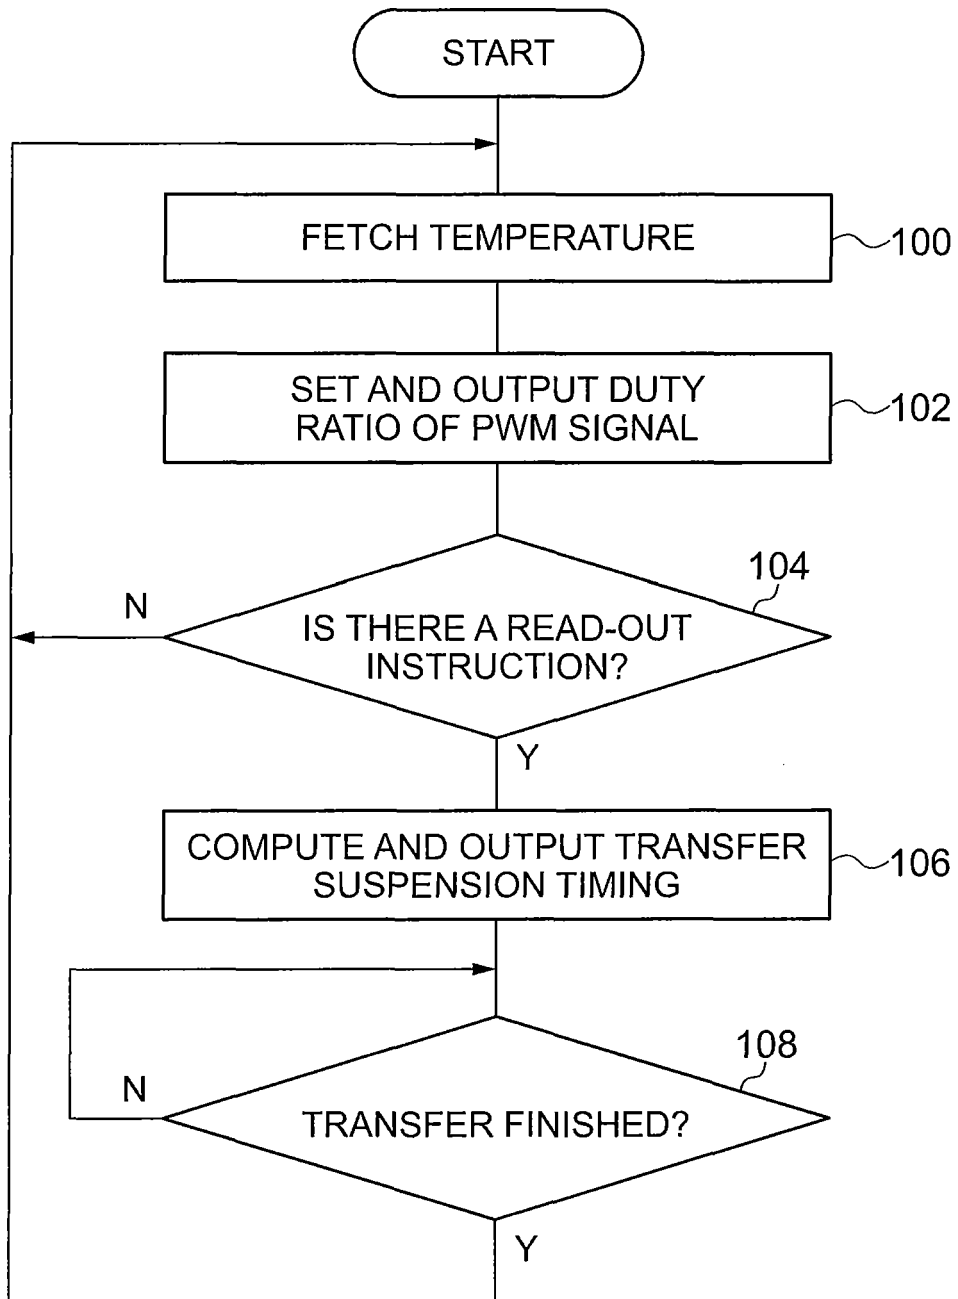 START
FETCH TEMPERATURE
100
SET AND OUTPUT DUTY
RATIO OF PWM SIGNAL
102
104
N
IS THERE A READ-OUT
INSTRUCTION?
Y
COMPUTE AND OUTPUT TRANSFER
SUSPENSION TIMING
106
108
N
TRANSFER FINISHED?
Y